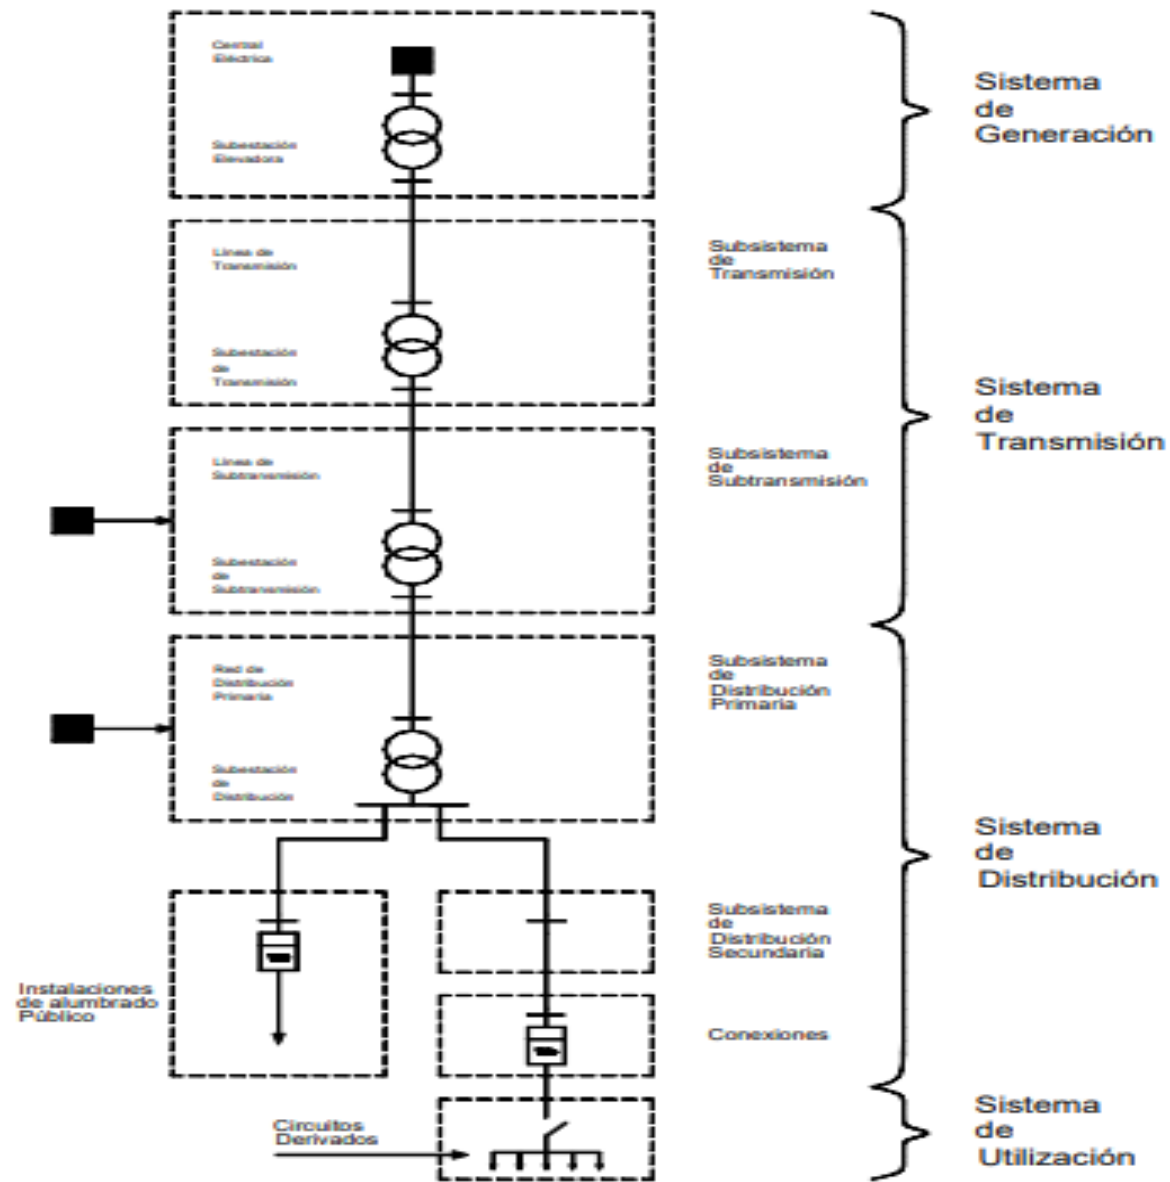 Central
Eléctrica
Subestación
Elevadora
Sistema
de
Generación
Línea de
Transmisión
Subestación
de
Transmisión
Subsistema
de
Transmisión
Sistema
de
Transmisión
Línea de
Subtransmisión
Subestación
de
Subtransmisión
Subsistema
de
Subtransmisión
Red de
Distribución
Primaria
Subestación
de
Distribución
Subsistema
de
Distribución
Primaria
Sistema
de
Distribución
Subsistema
de
Distribución
Secundaria
Instalaciones
de alumbrado
Público
Conexiones
Circuitos
Derivados
Sistema
de
Utilización